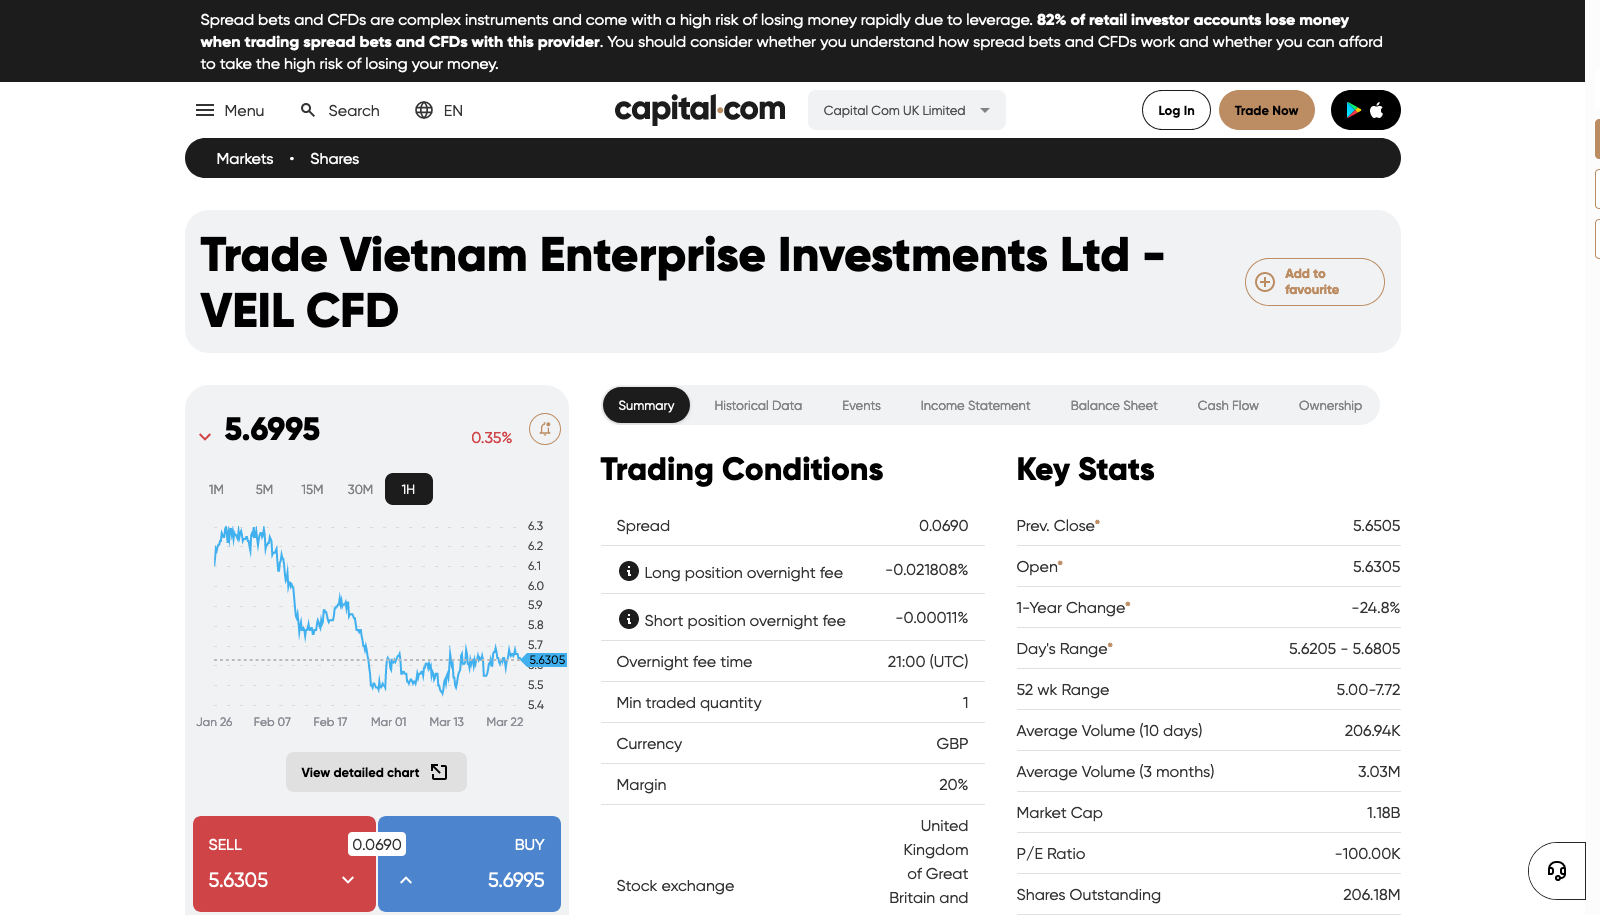 Spread bets and CFDs are complex instruments and come with a high risk of losing money rapidly due to leverage. 82% of retail investor accounts lose money
when trading spread bets and CFDs with this provider. You should consider whether you understand how spread bets and CFDs work and whether you can afford
to take the high risk of losing your money.
Menu
Search
EN
capital.com
Capital Com UK Limited
Log In
Trade Now
Markets • Shares
Trade Vietnam Enterprise Investments Ltd -
VEIL CFD
Add to
favourite
5.6995
0.35%
1M 5M 15M 30M 1H
6.3
6.2
6.1
6.0
5.9
5.8
5.7
5.6305
5.5
5.4
Jan 26 Feb 07 Feb 17 Mar 01 Mar 13 Mar 22
View detailed chart
SELL
5.6305
0.0690
BUY
5.6995
Summary Historical Data Events Income Statement Balance Sheet Cash Flow Ownership
Trading Conditions
Spread 0.0690
Long position overnight fee -0.021808%
Short position overnight fee -0.00011%
Overnight fee time 21:00 (UTC)
Min traded quantity 1
Currency GBP
Margin 20%
Stock exchange
United
Kingdom
of Great
Britain and
Key Stats
Prev. Close* 5.6505
Open* 5.6305
1-Year Change* -24.8%
Day's Range* 5.6205 - 5.6805
52 wk Range 5.00-7.72
Average Volume (10 days) 206.94K
Average Volume (3 months) 3.03M
Market Cap 1.18B
P/E Ratio -100.00K
Shares Outstanding 206.18M